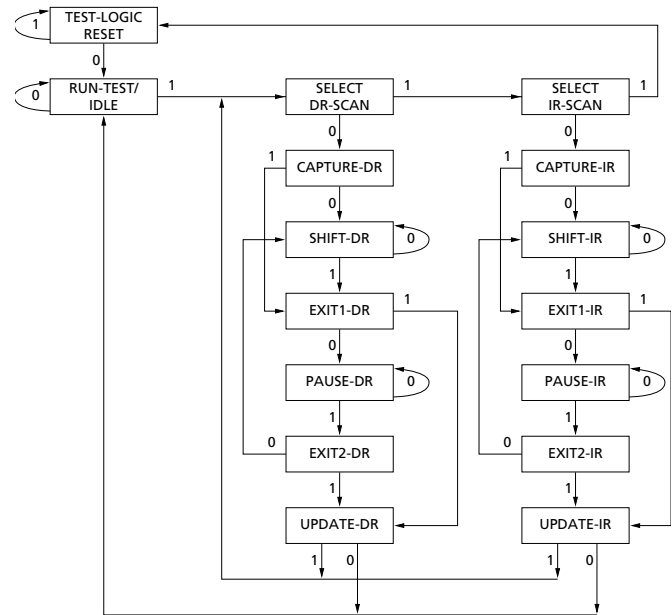 TEST-LOGIC
RESET
1
0
RUN-TEST/
IDLE
0
1
SELECT
DR-SCAN
1
SELECT
IR-SCAN
1
0
0
1
CAPTURE-DR
1
CAPTURE-IR
0
0
SHIFT-DR
0
SHIFT-IR
0
1
1
EXIT1-DR
1
EXIT1-IR
1
0
0
PAUSE-DR
0
PAUSE-IR
0
1
1
0
EXIT2-DR
0
EXIT2-IR
1
1
UPDATE-DR
UPDATE-IR
1
0
1
0